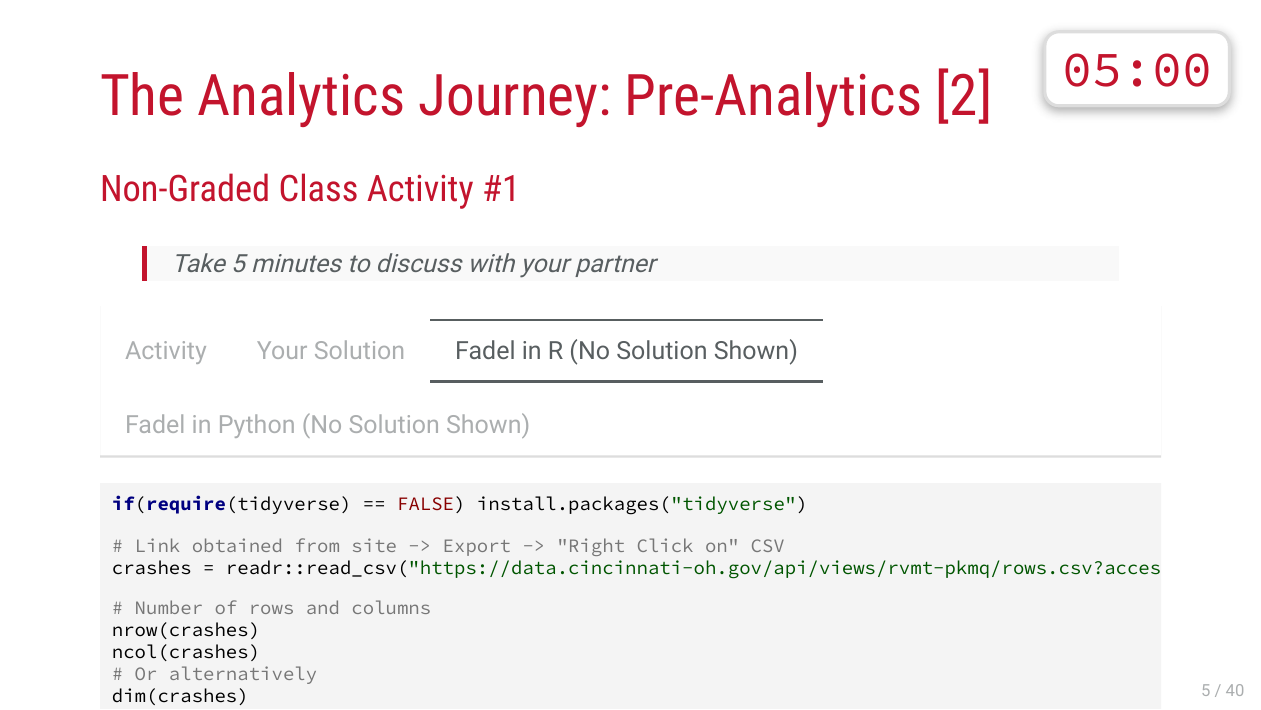 The Analytics Journey: Pre-Analytics [2]
05:00
Non-Graded Class Activity #1
Take 5 minutes to discuss with your partner
Activity
Your Solution
Fadel in R (No Solution Shown)
Fadel in Python (No Solution Shown)
if(require(tidyverse) == FALSE) install.packages("tidyverse")
# Link obtained from site -> Export -> "Right Click on" CSV
crashes = readr::read_csv("https://data.cincinnati-oh.gov/api/views/rvmt-pkmq/rows.csv?acces
# Number of rows and columns
nrow(crashes)
ncol(crashes)
# Or alternatively
dim(crashes)
5 / 40